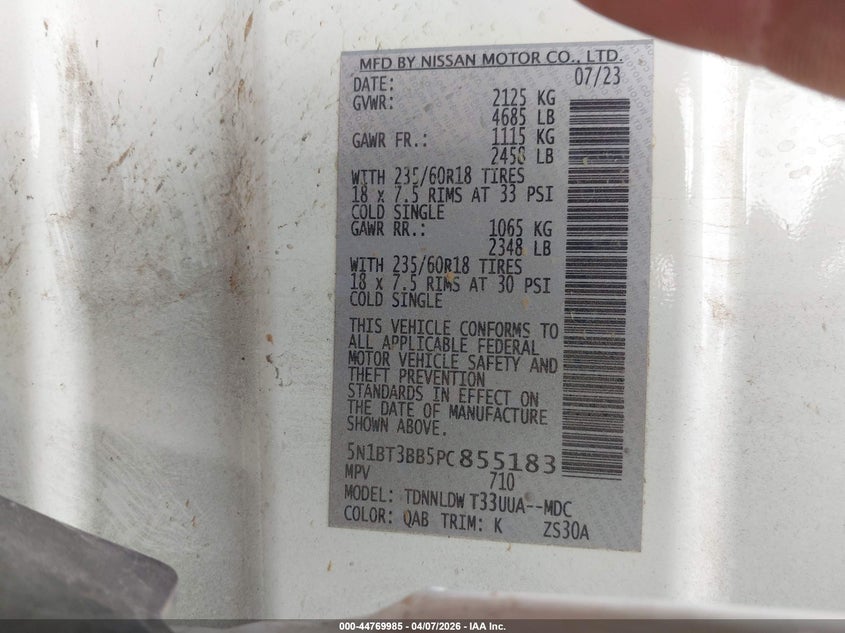 MFD BY NISSAN MOTOR CO., LTD.
DATE: 07/23
GVWR: 2125 KG
4685 LB
GAWR FR.: 1115 KG
2458 LB
WITH 235/60R18 TIRES
18 x 7.5 RIMS AT 33 PSI
COLD SINGLE
GAWR RR.: 1065 KG
2348 LB
WITH 235/60R18 TIRES
18 x 7.5 RIMS AT 30 PSI
COLD SINGLE
THIS VEHICLE CONFORMS TO
ALL APPLICABLE FEDERAL
MOTOR VEHICLE SAFETY AND
THEFT PREVENTION
STANDARDS IN EFFECT ON
THE DATE OF MANUFACTURE
SHOWN ABOVE.
5N1BT3BB5PC855183
MPV 710
MODEL: TDNNLDW T33UUA--MDC
COLOR: QAB TRIM: K ZS30A
000-44769985 - 04/07/2026 - IAA Inc.